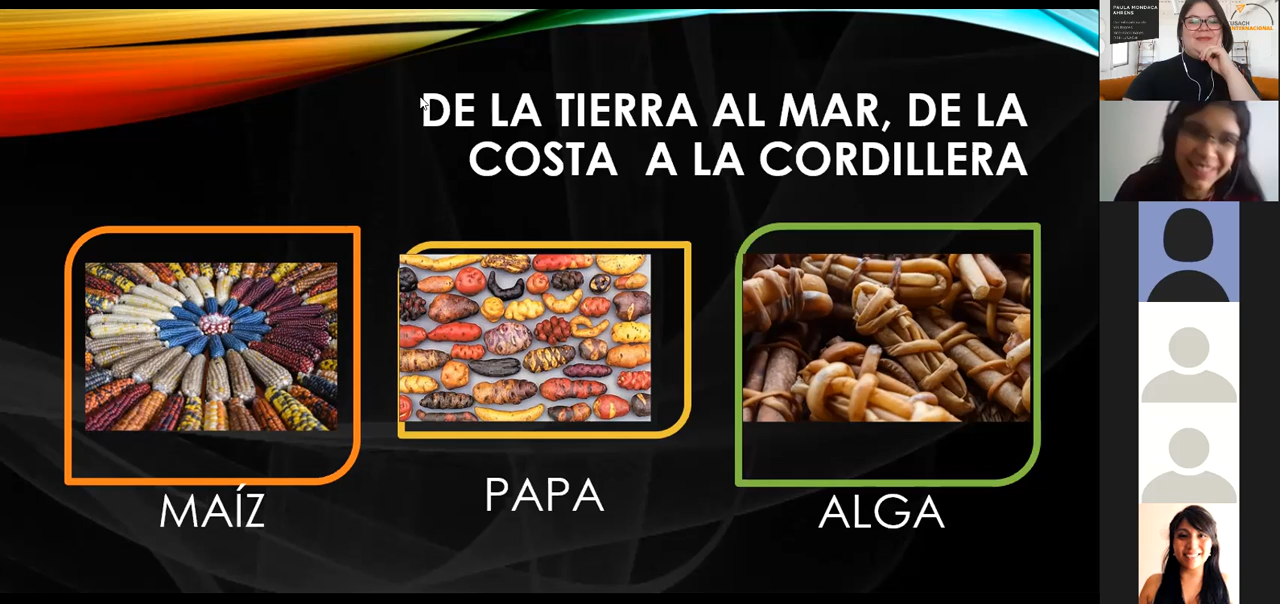 DE LA TIERRA AL MAR, DE LA
COSTA A LA CORDILLERA
MAÍZ
PAPA
ALGA
PAULA MONDACA
AHRENS
USACH
INTERNACIONAL